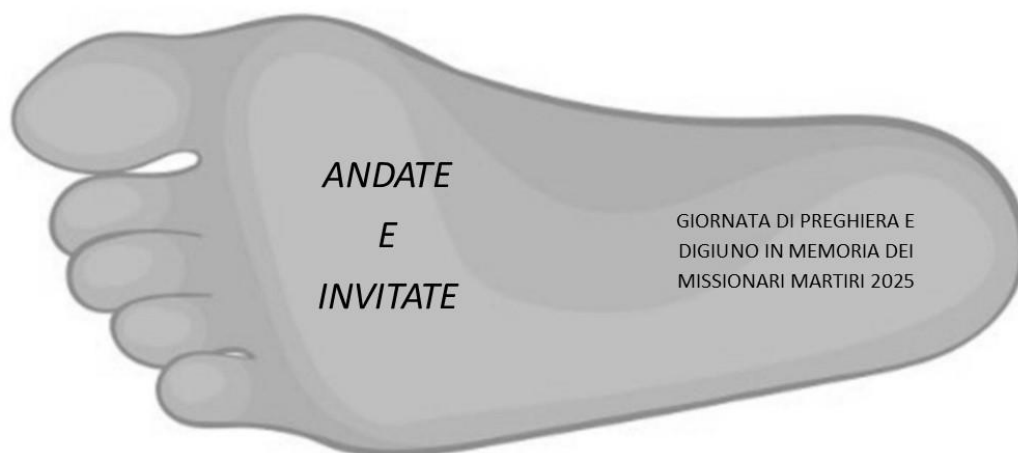 ANDATE
E
INVITATE
GIORNATA DI PREGHIERA E
DIGIUNO IN MEMORIA DEI
MISSIONARI MARTIRI 2025